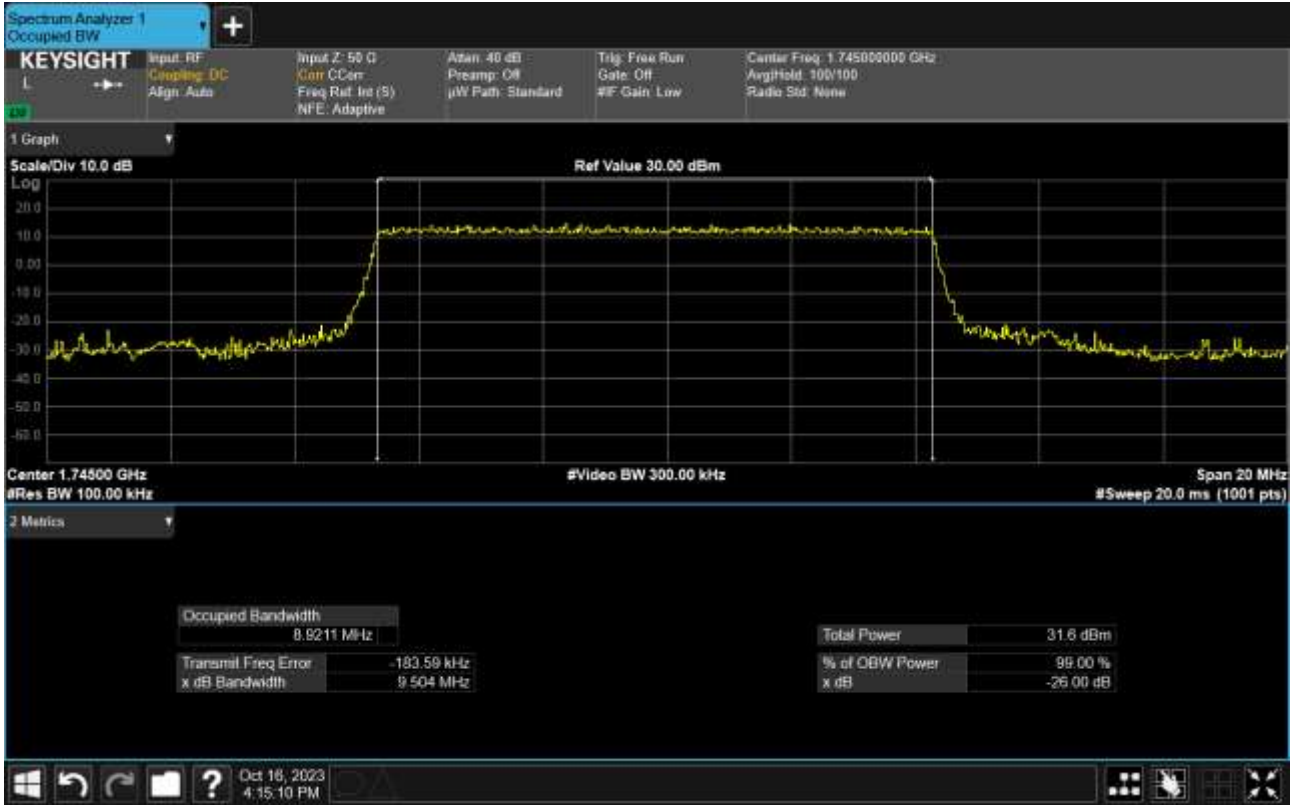 Spectrum Analyzer 1
Occupied BW
KEYSIGHT
L
Input: RF
Coupling: DC
Align: Auto
Input Z: 50 Ω
Corr CCorr
Freq Ref: Int (S)
NFE: Adaptive
Atten: 40 dB
Preamp: Off
µW Path: Standard
Trig: Free Run
Gate: Off
#IF Gain: Low
Center Freq: 1.745000000 GHz
Avg|Hold: 100/100
Radio Std: None
1 Graph
Scale/Div 10.0 dB
Ref Value 30.00 dBm
Log
20.0
10.0
0.00
-10.0
-20.0
-30.0
-40.0
-50.0
-60.0
Center 1.74500 GHz
#Video BW 300.00 kHz
Span 20 MHz
#Res BW 100.00 kHz
#Sweep 20.0 ms (1001 pts)
2 Metrics
Occupied Bandwidth
8.9211 MHz
Total Power 31.6 dBm
Transmit Freq Error -183.59 kHz
% of OBW Power 99.00 %
x dB Bandwidth 9.504 MHz
x dB -26.00 dB
Oct 16, 2023
4:15:10 PM